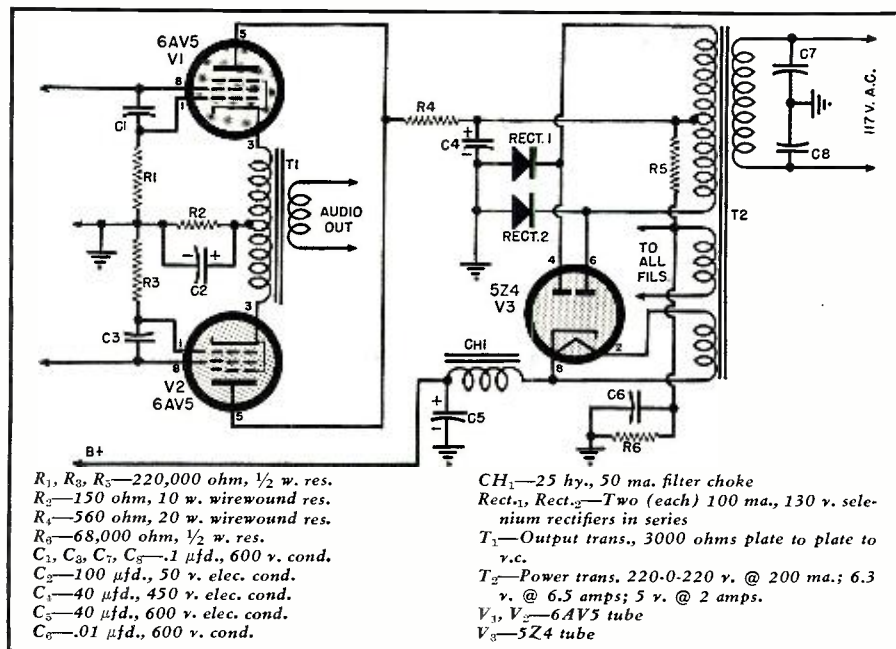 6AV5
V1
5
8
1
3
C1
R1
T1
R2
AUDIO
OUT
C2
R3
3
C3
1
8
V2
6AV5
5
B+
R4
+
C4
-
RECT.1
RECT.2
R5
C7
C8
117 V. A.C.
T2
TO
ALL
FILS
4
6
5Z4
V3
8
2
CH1
+
C5
-
C6
R6
- +
R1, R3, R5—220,000 ohm, ½ w. res.
R2—150 ohm, 10 w. wirewound res.
R4—560 ohm, 20 w. wirewound res.
R6—68,000 ohm, ½ w. res.
C1, C3, C7, C8—.1 μfd., 600 v. cond.
C2—100 μfd., 50 v. elec. cond.
C4—40 μfd., 450 v. elec. cond.
C5—40 μfd., 600 v. elec. cond.
C6—.01 μfd., 600 v. cond.
CH1—25 hy., 50 ma. filter choke
Rect.1, Rect.2—Two (each) 100 ma., 130 v. sele-
nium rectifiers in series
T1—Output trans., 3000 ohms plate to plate to
v.c.
T2—Power trans. 220-0-220 v. @ 200 ma.; 6.3
v. @ 6.5 amps; 5 v. @ 2 amps.
V1, V2—6AV5 tube
V3—5Z4 tube